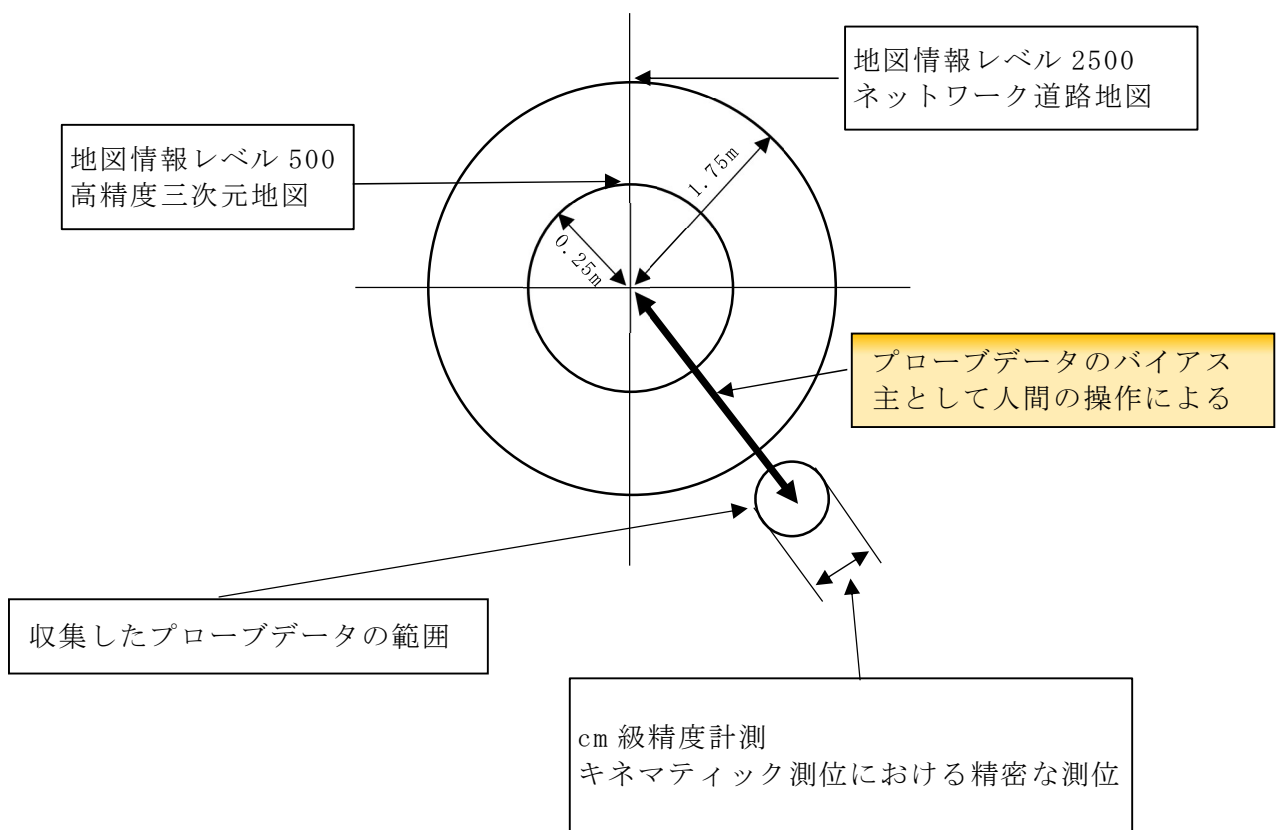 地図情報レベル 2500
ネットワーク道路地図
地図情報レベル 500
高精度三次元地図
1.75m
0.25m
プローブデータのバイアス
主として人間の操作による
収集したプローブデータの範囲
cm 級精度計測
キネマティック測位における精密な測位